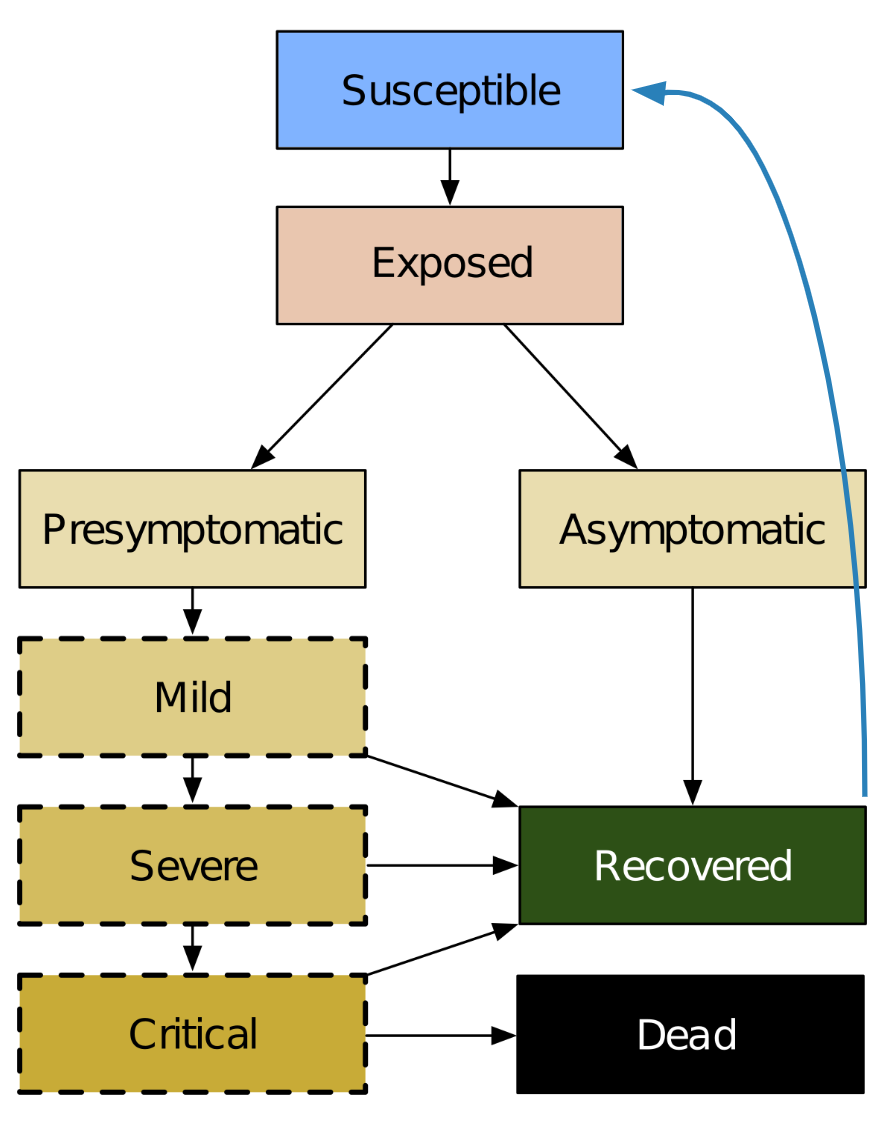 Susceptible
Exposed
Presymptomatic
Asymptomatic
Mild
Severe
Recovered
Critical
Dead